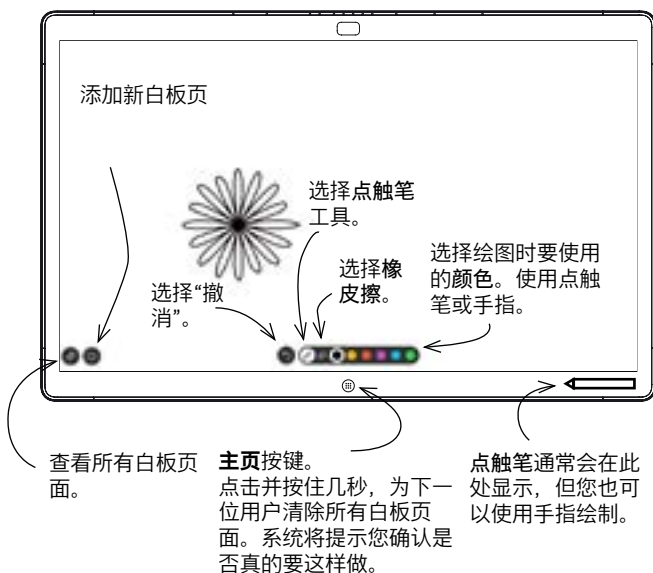 添加新白板页
选择点触笔
工具。
选择橡
皮擦。
选择绘图时要使用
的颜色。使用点触
笔或手指。
选择“撤
消”。
查看所有白板页
面。
主页按键。
点击并按住几秒，为下一
位用户清除所有白板页
面。系统将提示您确认是
否真的要这样做。
点触笔通常会在此
处显示，但您也可
以使用手指绘制。